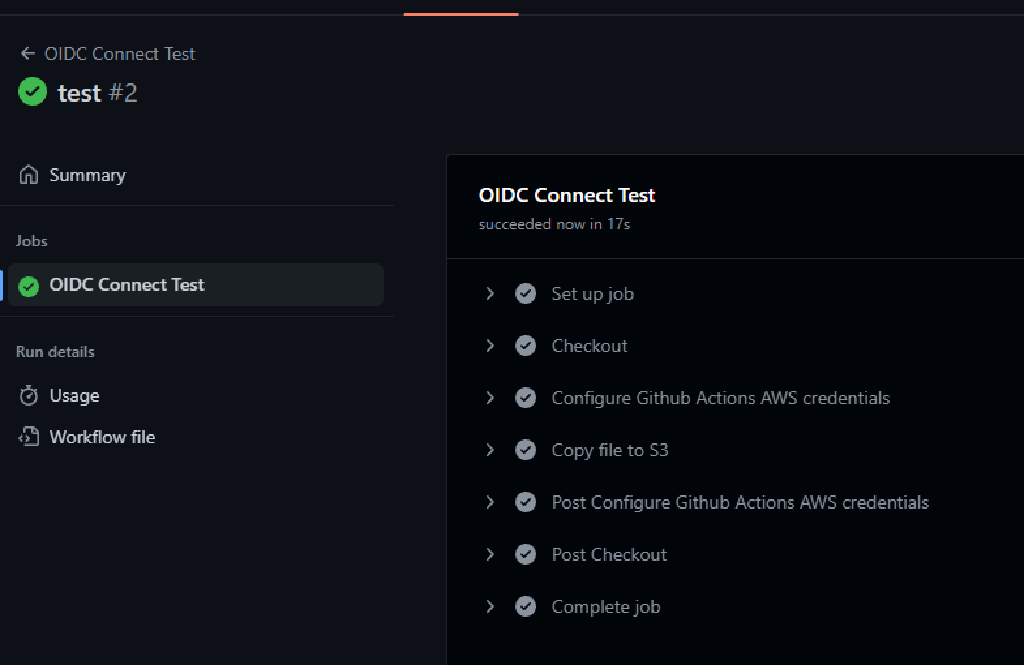 OIDC Connect Test
test #2
Summary
Jobs
OIDC Connect Test
Run details
Usage
Workflow file
OIDC Connect Test
succeeded now in 17s
Set up job
Checkout
Configure Github Actions AWS credentials
Copy file to S3
Post Configure Github Actions AWS credentials
Post Checkout
Complete job